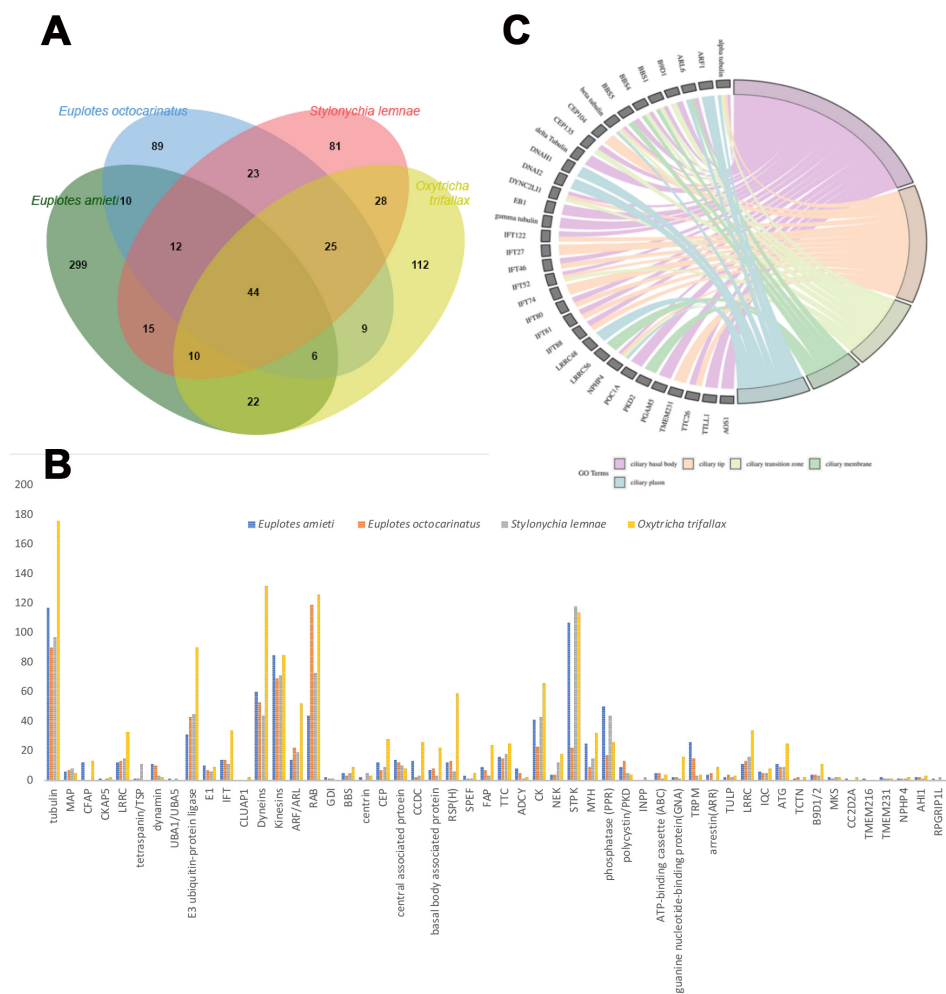 A
Euplotes octocarinatus
Stylonychia lemnae
Euplotes amieti
Oxytricha
trifallax
89
81
23
10
28
12
25
299
112
44
15
9
10
6
22
C
alpha tubulin
ARF1
ARL6
B9D1
BBS1
BBS4
BBS5
beta tubulin
CEP104
CEP135
delta Tubulin
DNAH1
DNAI2
DYNC2LI1
EB1
gamma tubulin
IFT122
IFT27
IFT46
IFT52
IFT74
IFT80
IFT81
IFT88
LRRC48
LRRC56
NPHP4
POC1A
PKD2
PGAM5
TMEM231
TTC26
TTLL1
AOS1
GO Terms
ciliary basal body
ciliary tip
ciliary transition zone
ciliary membrane
ciliary plasm
B
200
180
160
140
120
100
80
60
40
20
0
Euplotes amieti
Euplotes octocarinatus
Stylonychia lemnae
Oxytricha trifallax
tubulin
MAP
CFAP
CKAP5
LRRC
tetraspanin/TSP
dynamin
UBA1/UBA5
E3 ubiquitin-protein ligase
E1
IFT
CLUAP1
Dyneins
Kinesins
ARF/ARL
RAB
GDI
BBS
centrin
CEP
central associated prtoein
CCDC
basal body associated protein
RSP(H)
SPEF
FAP
TTC
ADCY
CK
NEK
STPK
MYH
phosphatase (PPR)
polycystin/PKD
INPP
ATP-binding cassette (ABC)
guanine nucleotide-binding protein(GNA)
TRPM
arrestin(ARR)
TULP
LRRC
IQC
ATG
TCTN
B9D1/2
MKS
CC2D2A
TMEM216
TMEM231
NPHP4
AHI1
RPGRIP1L